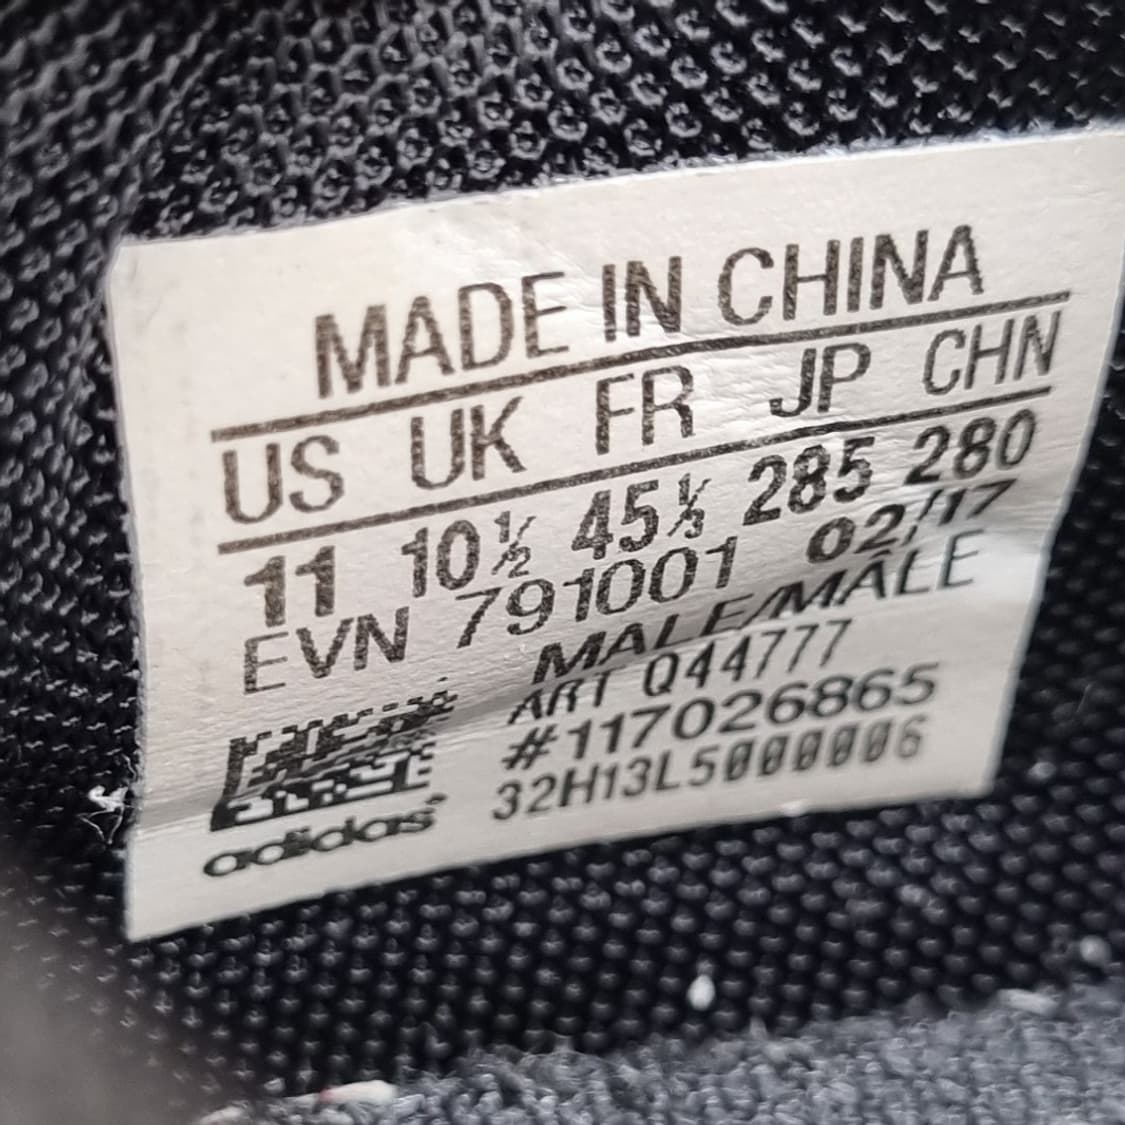 MADE IN CHINA
US UK FR JP CHN
11 10½ 45⅓ 285 280
EVN 791001 02/17
MALE/MÂLE
ART Q44777
#117026865
32H13L5000006
adidas